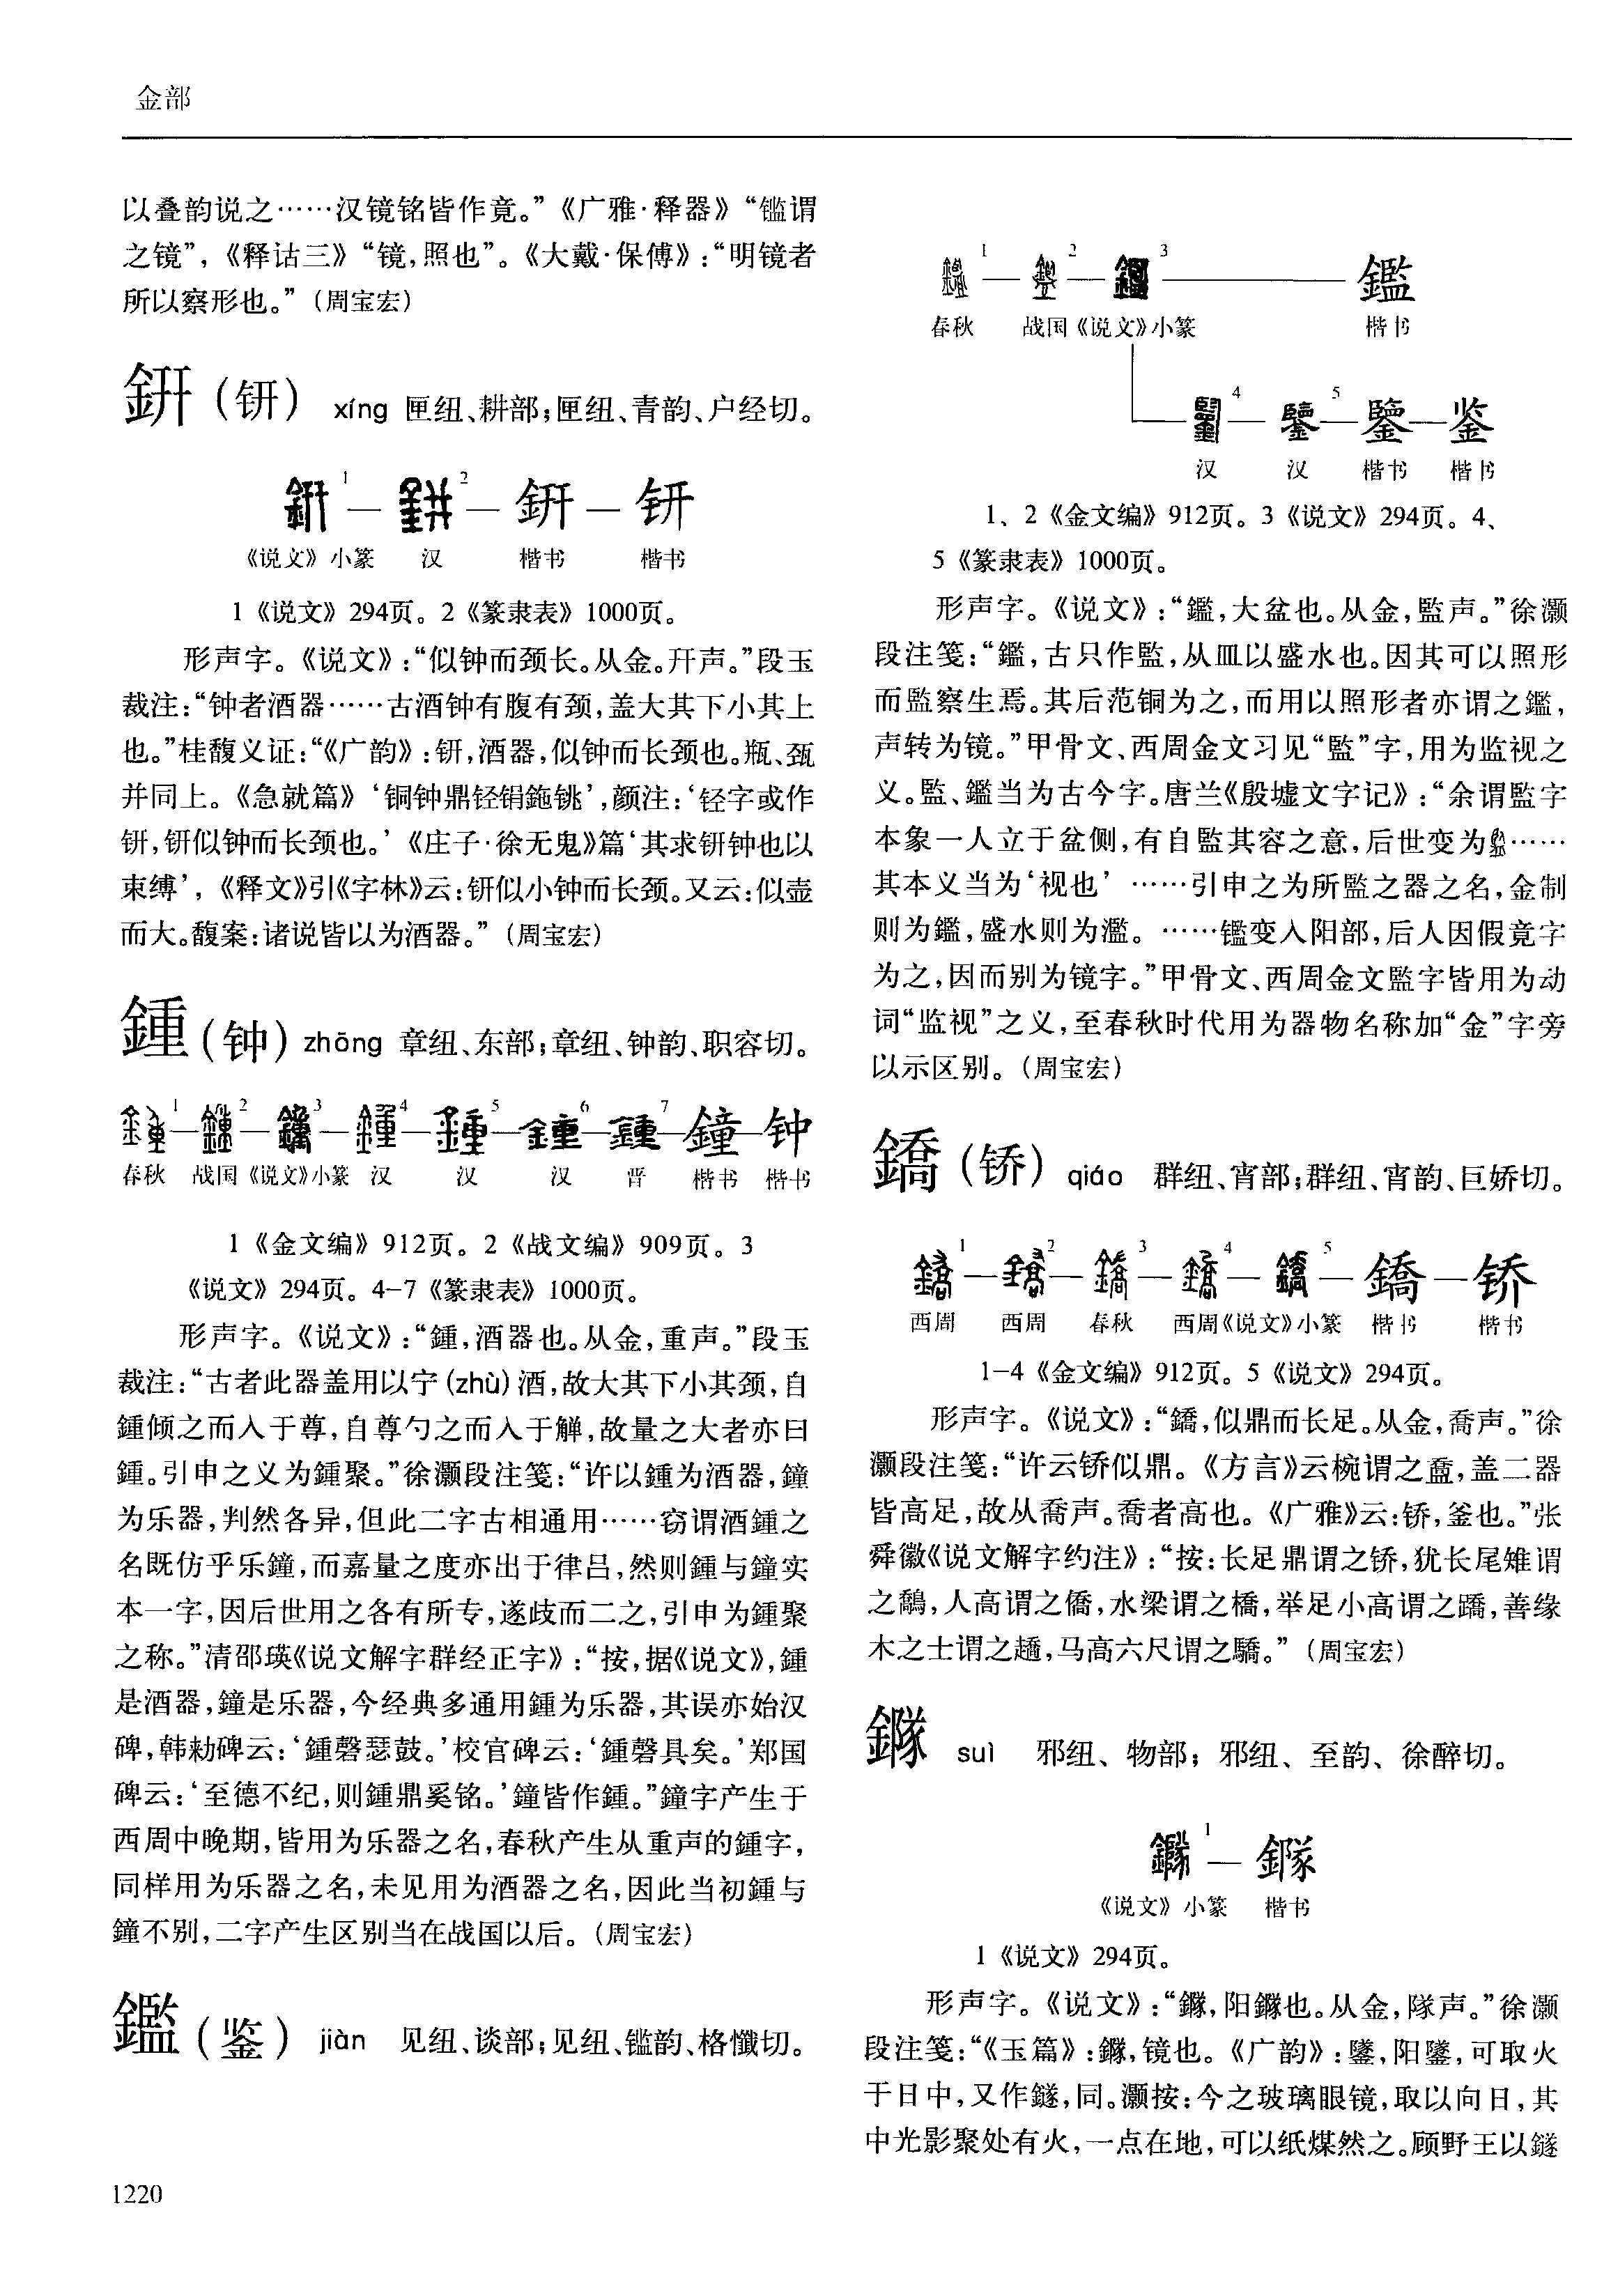 金部
以叠韵说之……汉镜铭皆作竟。”《广雅·释器》“鑑谓
之镜”，《释诂三》“镜，照也”。《大戴·保傅》：“明镜者
所以察形也。”（周宝宏）
鈃（钘） xíng 匣纽、耕部；匣纽、青韵、户经切。
1 2 鈃 钘
《说文》小篆 汉 楷书 楷书
1《说文》294页。2《篆隶表》1000页。
形声字。《说文》：“似钟而颈长。从金。幵声。”段玉
裁注：“钟者酒器……古酒钟有腹有颈，盖大其下小其上
也。”桂馥义证：“《广韵》：钘，酒器，似钟而长颈也。瓶、㼛
并同上。《急就篇》‘铜钟鼎钘鋗鉇铫’，颜注：‘铚字或作
钘，钘似钟而长颈也。’《庄子·徐无鬼》篇‘其求钘钟也以
束缚’，《释文》引《字林》云：钘似小钟而长颈。又云：似壶
而大。馥案：诸说皆以为酒器。”（周宝宏）
鍾（钟）zhōng 章纽、东部；章纽、钟韵、职容切。
1 2 3 4 5 6 7 鐘 钟
春秋 战国《说文》小篆 汉 汉 汉 晋 楷书 楷书
1《金文编》912页。2《战文编》909页。3
《说文》294页。4-7《篆隶表》1000页。
形声字。《说文》：“鍾，酒器也。从金，重声。”段玉
裁注：“古者此器盖用以宁(zhù)酒，故大其下小其颈，自
鍾倾之而入于尊，自尊勺之而入于觯，故量之大者亦曰
鍾。引申之义为鍾聚。”徐灏段注笺：“许以鍾为酒器，鐘
为乐器，判然各异，但此二字古相通用……窃谓酒鍾之
名既仿乎乐鐘，而嘉量之度亦出于律吕，然则鍾与鐘实
本一字，因后世用之各有所专，遂歧而二之，引申为鍾聚
之称。”清邵瑛《说文解字群经正字》：“按，据《说文》，鍾
是酒器，鐘是乐器，今经典多通用鍾为乐器，其误亦始汉
碑，韩勑碑云：‘鍾磬瑟鼓。’校官碑云：‘鍾磬具矣。’郑国
碑云：‘至德不纪，则鍾鼎奚铭。’鐘皆作鍾。”鐘字产生于
西周中晚期，皆用为乐器之名，春秋产生从重声的鍾字，
同样用为乐器之名，未见用为酒器之名，因此当初鍾与
鐘不别，二字产生区别当在战国以后。（周宝宏）
鑑（鉴） jiàn 见纽、谈部；见纽、鑑韵、格懺切。
1 2 3 鑑
春秋 战国《说文》小篆 楷书
4 5 鑒 鉴
汉 汉 楷书 楷书
1、2《金文编》912页。3《说文》294页。4、
5《篆隶表》1000页。
形声字。《说文》：“鑑，大盆也。从金，監声。”徐灏
段注笺：“鑑，古只作監，从皿以盛水也。因其可以照形
而监察生焉。其后范铜为之，而用以照形者亦谓之鑑，
声转为镜。”甲骨文、西周金文习见“監”字，用为监视之
义。監、鑑当为古今字。唐兰《殷墟文字记》：“余谓監字
本象一人立于盆侧，有自監其容之意，后世变为……
其本义当为‘视也’……引申之为所監之器之名，金制
则为鑑，盛水则为濫。……鑑变入阳部，后人因假竟字
为之，因而别为镜字。”甲骨文、西周金文監字皆用为动
词“监视”之义，至春秋时代用为器物名称加“金”字旁
以示区别。（周宝宏）
鐈（𫔍） qiáo 群纽、宵部；群纽、宵韵、巨娇切。
1 2 3 4 5 鐈 𫔍
西周 西周 春秋 西周《说文》小篆 楷书 楷书
1-4《金文编》912页。5《说文》294页。
形声字。《说文》：“鐈，似鼎而长足。从金，喬声。”徐
灏段注笺：“许云𫔍似鼎。《方言》云椀谓之㿿，盖二器
皆高足，故从喬声。喬者高也。《广雅》云：𫔍，釜也。”张
舜徽《说文解字约注》：“按：长足鼎谓之𫔍，犹长尾雉谓
之鷮，人高谓之僑，水梁谓之橋，举足小高谓之蹻，善缘
木之士谓之趫，马高六尺谓之驕。”（周宝宏）
鐆 suì 邪纽、物部；邪纽、至韵、徐醉切。
1 鐆
《说文》小篆 楷书
1《说文》294页。
形声字。《说文》：“鐆，阳鐆也。从金，隊声。”徐灏
段注笺：“《玉篇》：鐆，镜也。《广韵》：鐩，阳鐩，可取火
于日中，又作鐩，同。灏按：今之玻璃眼镜，取以向日，其
中光影聚处有火，一点在地，可以纸煤然之。顾野王以鐩
1220